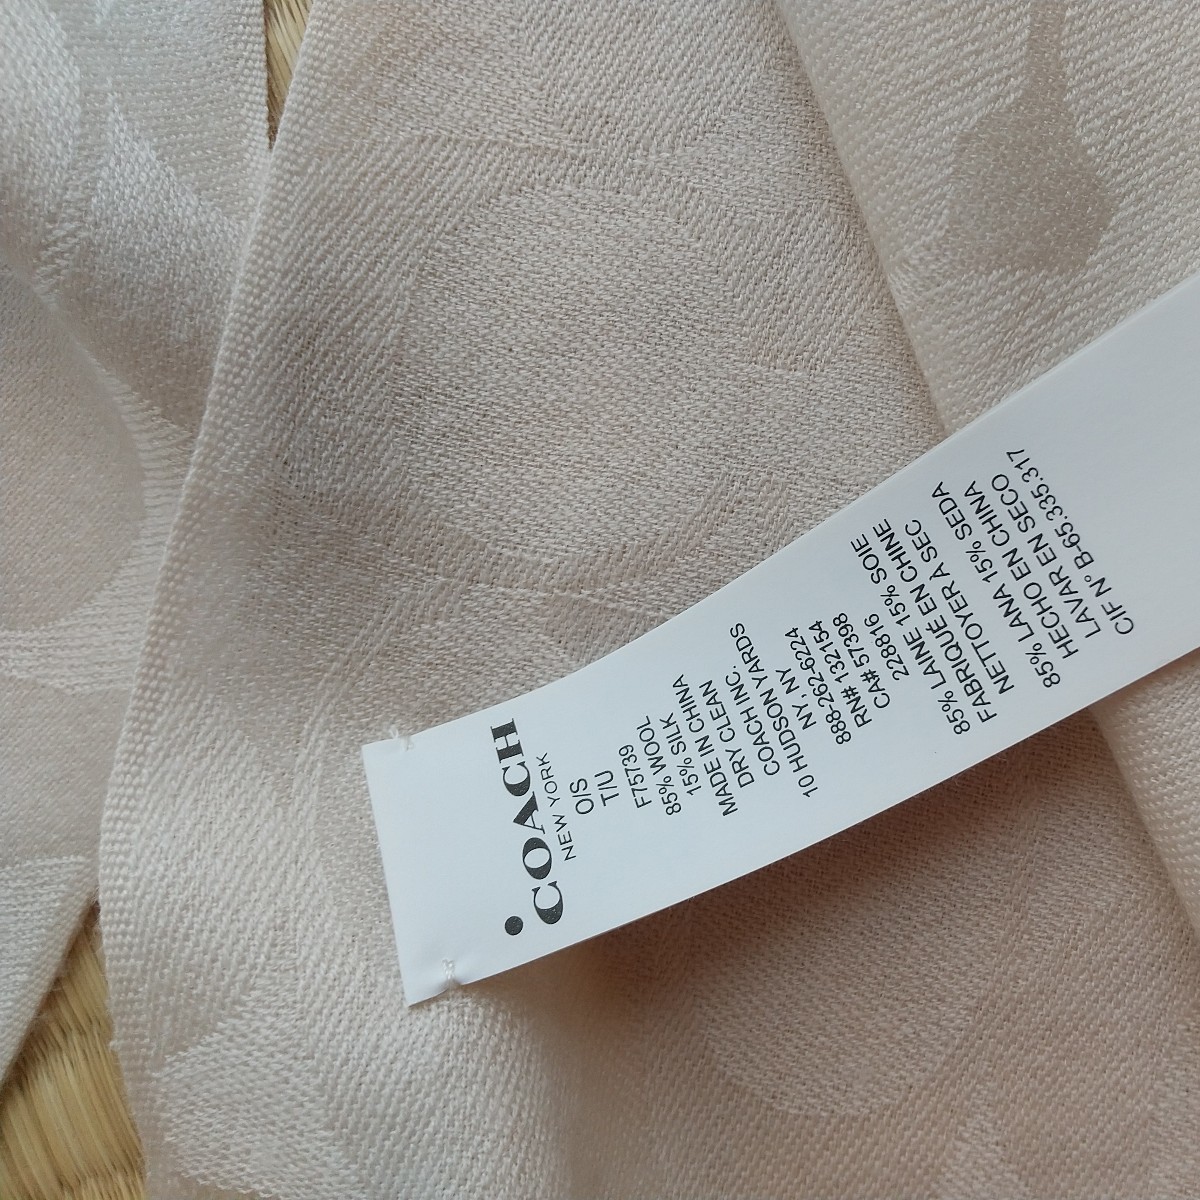 COACH
NEW YORK
O/S
T/U
F75739
85% WOOL
15% SILK
MADE IN CHINA
DRY CLEAN
COACH INC.
10 HUDSON YARDS
NY, NY
888-262-6224
RN# 132154
CA# 57398
228816
85% LAINE 15% SOIE
FABRIQUÉ EN CHINE
NETTOYER À SEC
85% LANA 15% SEDA
HECHO EN CHINA
LAVAR EN SECO
CIF N° B-65.335.317